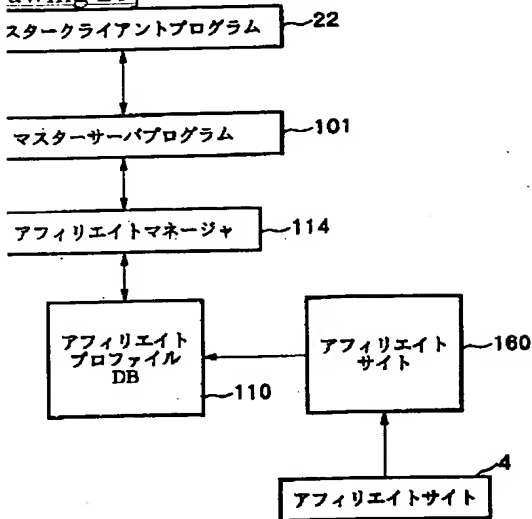 スタークライアントプログラム
22
マスターサーバプログラム
101
アフィリエイトマネージャ
114
アフィリエイト
プロファイル
DB
110
アフィリエイト
サイト
160
4
アフィリエイトサイト